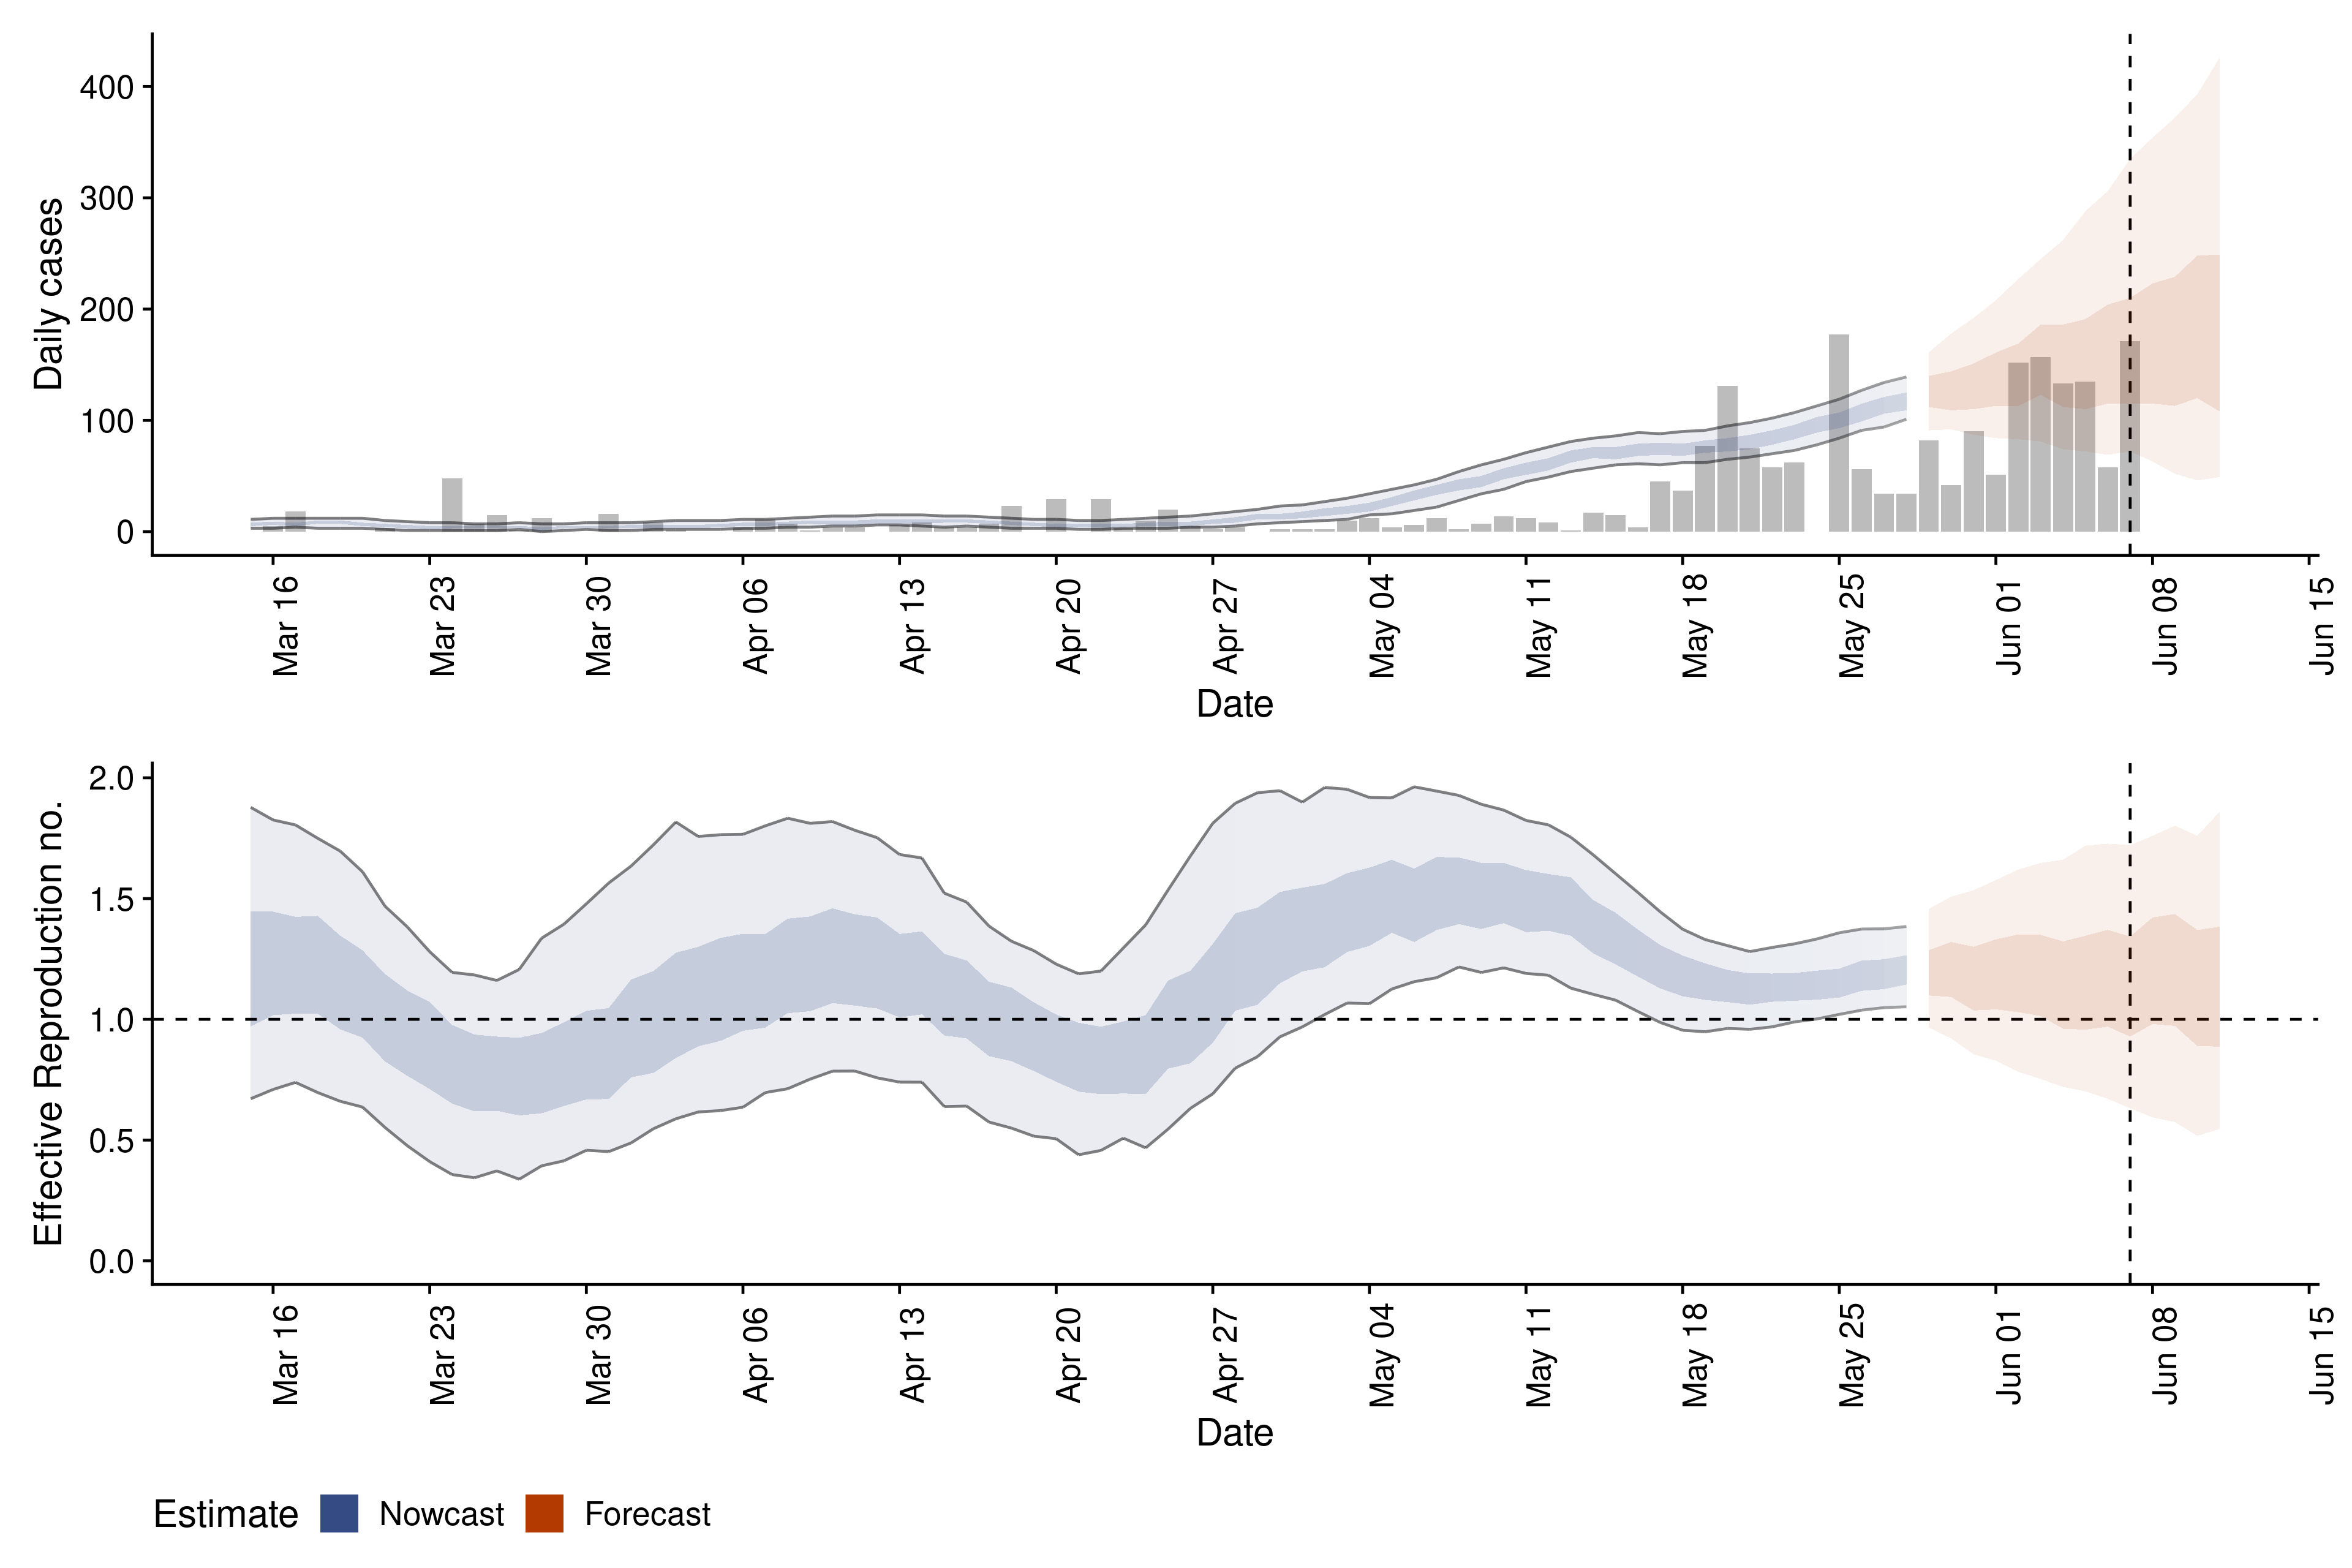 Daily cases
400
300
200
100
0
Mar 16
Mar 23
Mar 30
Apr 06
Apr 13
Apr 20
Apr 27
May 04
May 11
May 18
May 25
Jun 01
Jun 08
Jun 15
Date
Effective Reproduction no.
2.0
1.5
1.0
0.5
0.0
Mar 16
Mar 23
Mar 30
Apr 06
Apr 13
Apr 20
Apr 27
May 04
May 11
May 18
May 25
Jun 01
Jun 08
Jun 15
Date
Estimate Nowcast Forecast